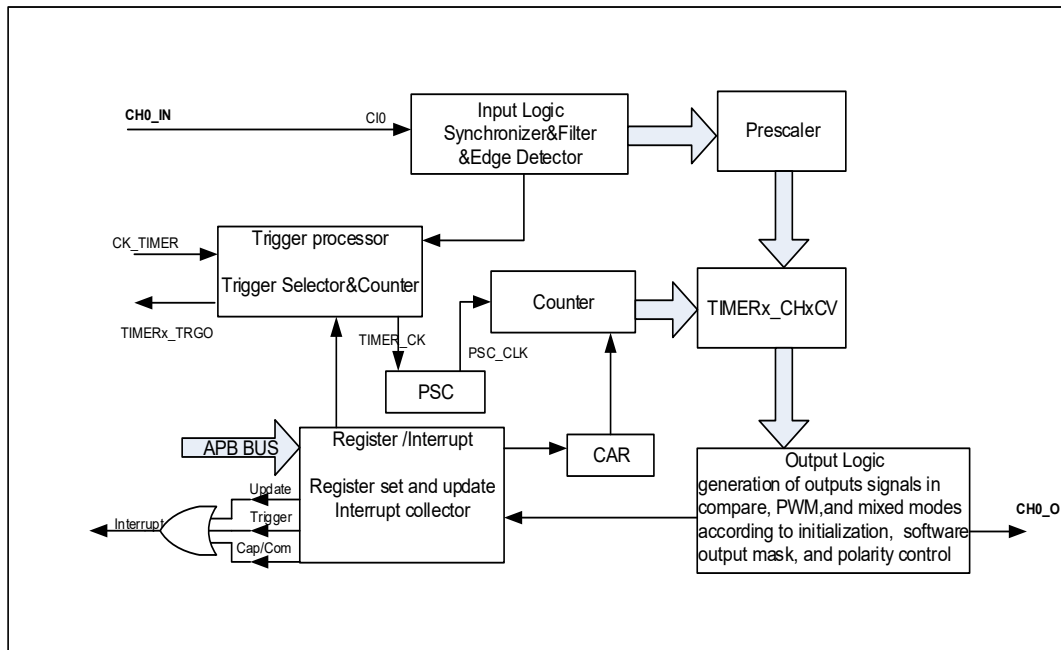 CH0_IN
CI0
Input Logic
Synchronizer&Filter
&Edge Detector
Prescaler
CK_TIMER
Trigger processor
Trigger Selector&Counter
TIMERx_TRGO
TIMER_CK
PSC_CLK
Counter
TIMERx_CHxCV
PSC
APB BUS
Register /Interrupt
Register set and update
Interrupt collector
CAR
Output Logic
generation of outputs signals in
compare, PWM,and mixed modes
according to initialization, software
output mask, and polarity control
CH0_O
Update
Trigger
Cap/Com
Interrupt